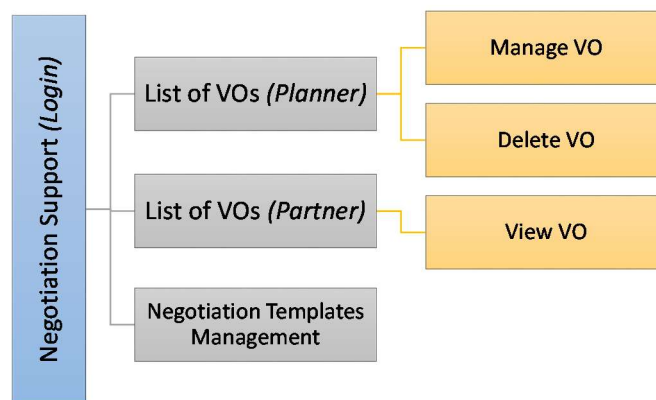 Negotiation Support (Login)
List of VOs (Planner)
Manage VO
Delete VO
List of VOs (Partner)
View VO
Negotiation Templates
Management